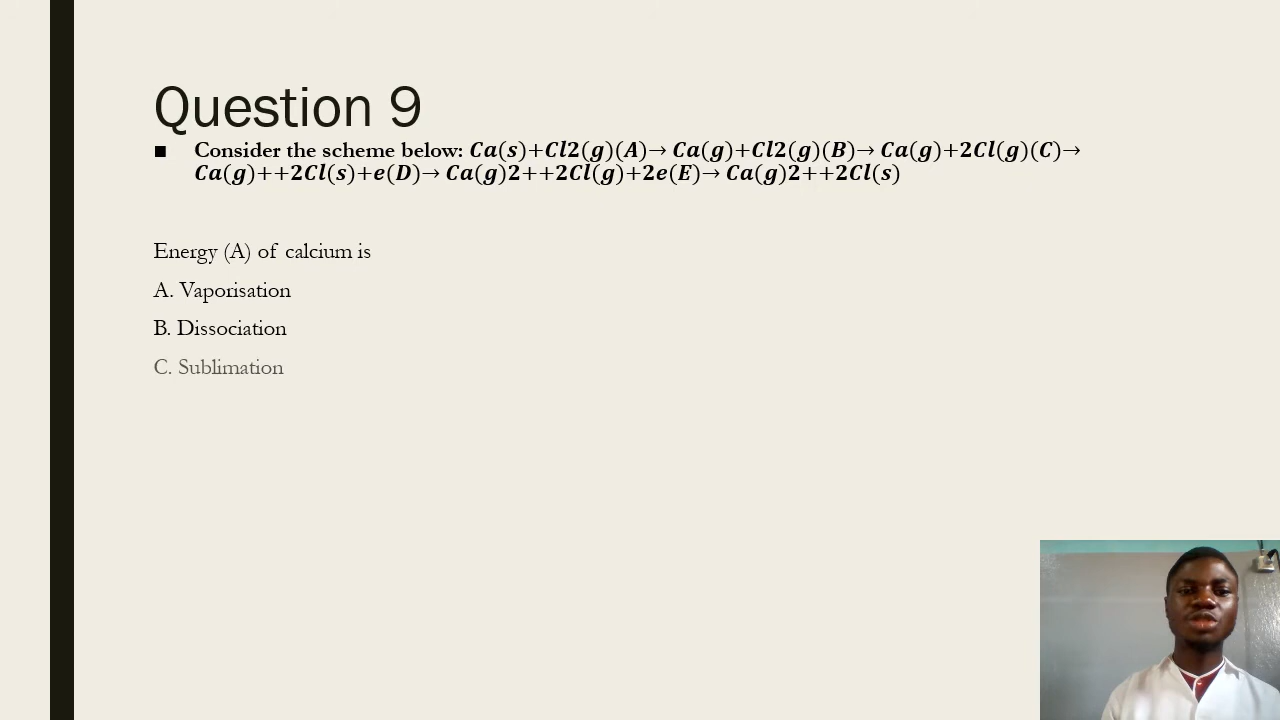 Question 9
■ Consider the scheme below: Ca(s)+Cl2(g)(A)→ Ca(g)+Cl2(g)(B)→ Ca(g)+2Cl(g)(C)→
Ca(g)++2Cl(s)+e(D)→ Ca(g)2++2Cl(g)+2e(E)→ Ca(g)2++2Cl(s)
Energy (A) of calcium is
A. Vaporisation
B. Dissociation
C. Sublimation